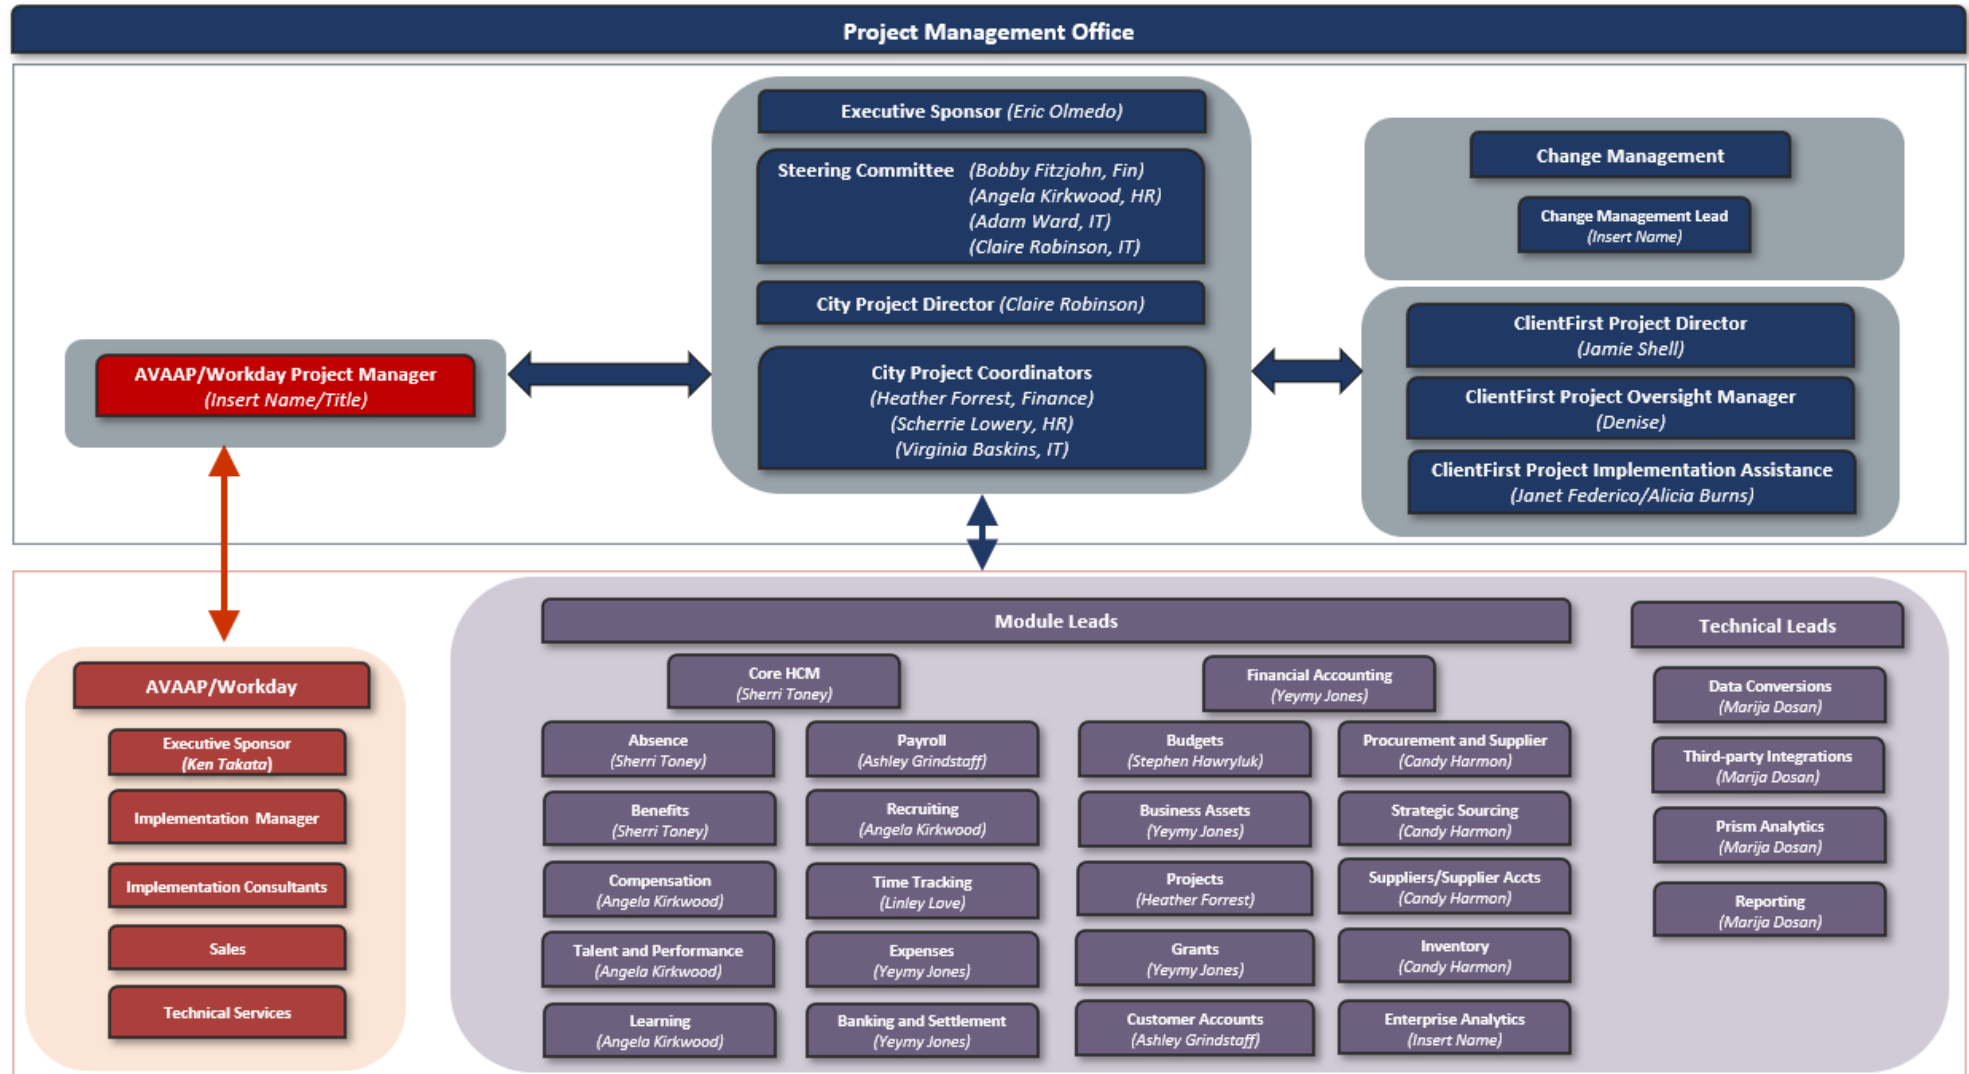 Project Management Office
Executive Sponsor (Eric Olmedo)
Steering Committee (Bobby Fitzjohn, Fin)
(Angela Kirkwood, HR)
(Adam Ward, IT)
(Claire Robinson, IT)
City Project Director (Claire Robinson)
City Project Coordinators
(Heather Forrest, Finance)
(Scherrie Lowery, HR)
(Virginia Baskins, IT)
Change Management
Change Management Lead
(Insert Name)
ClientFirst Project Director
(Jamie Shell)
ClientFirst Project Oversight Manager
(Denise)
ClientFirst Project Implementation Assistance
(Janet Federico/Alicia Burns)
AVAAP/Workday Project Manager
(Insert Name/Title)
AVAAP/Workday
Executive Sponsor
(Ken Takata)
Implementation Manager
Implementation Consultants
Sales
Technical Services
Module Leads
Core HCM
(Sherri Toney)
Absence
(Sherri Toney)
Benefits
(Sherri Toney)
Compensation
(Angela Kirkwood)
Talent and Performance
(Angela Kirkwood)
Learning
(Angela Kirkwood)
Payroll
(Ashley Grindstaff)
Recruiting
(Angela Kirkwood)
Time Tracking
(Linley Love)
Expenses
(Yeymy Jones)
Banking and Settlement
(Yeymy Jones)
Financial Accounting
(Yeymy Jones)
Budgets
(Stephen Hawryluk)
Business Assets
(Yeymy Jones)
Projects
(Heather Forrest)
Grants
(Yeymy Jones)
Customer Accounts
(Ashley Grindstaff)
Procurement and Supplier
(Candy Harmon)
Strategic Sourcing
(Candy Harmon)
Suppliers/Supplier Accts
(Candy Harmon)
Inventory
(Candy Harmon)
Enterprise Analytics
(Insert Name)
Technical Leads
Data Conversions
(Marija Dosan)
Third-party Integrations
(Marija Dosan)
Prism Analytics
(Marija Dosan)
Reporting
(Marija Dosan)